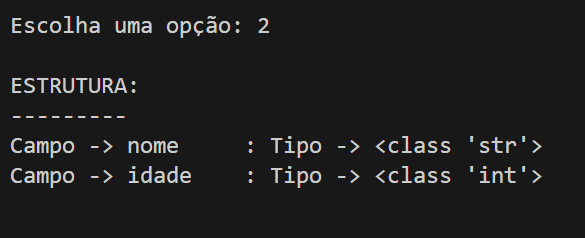 Escolha uma opção: 2
ESTRUTURA:
---------
Campo -> nome     : Tipo -> <class 'str'>
Campo -> idade    : Tipo -> <class 'int'>